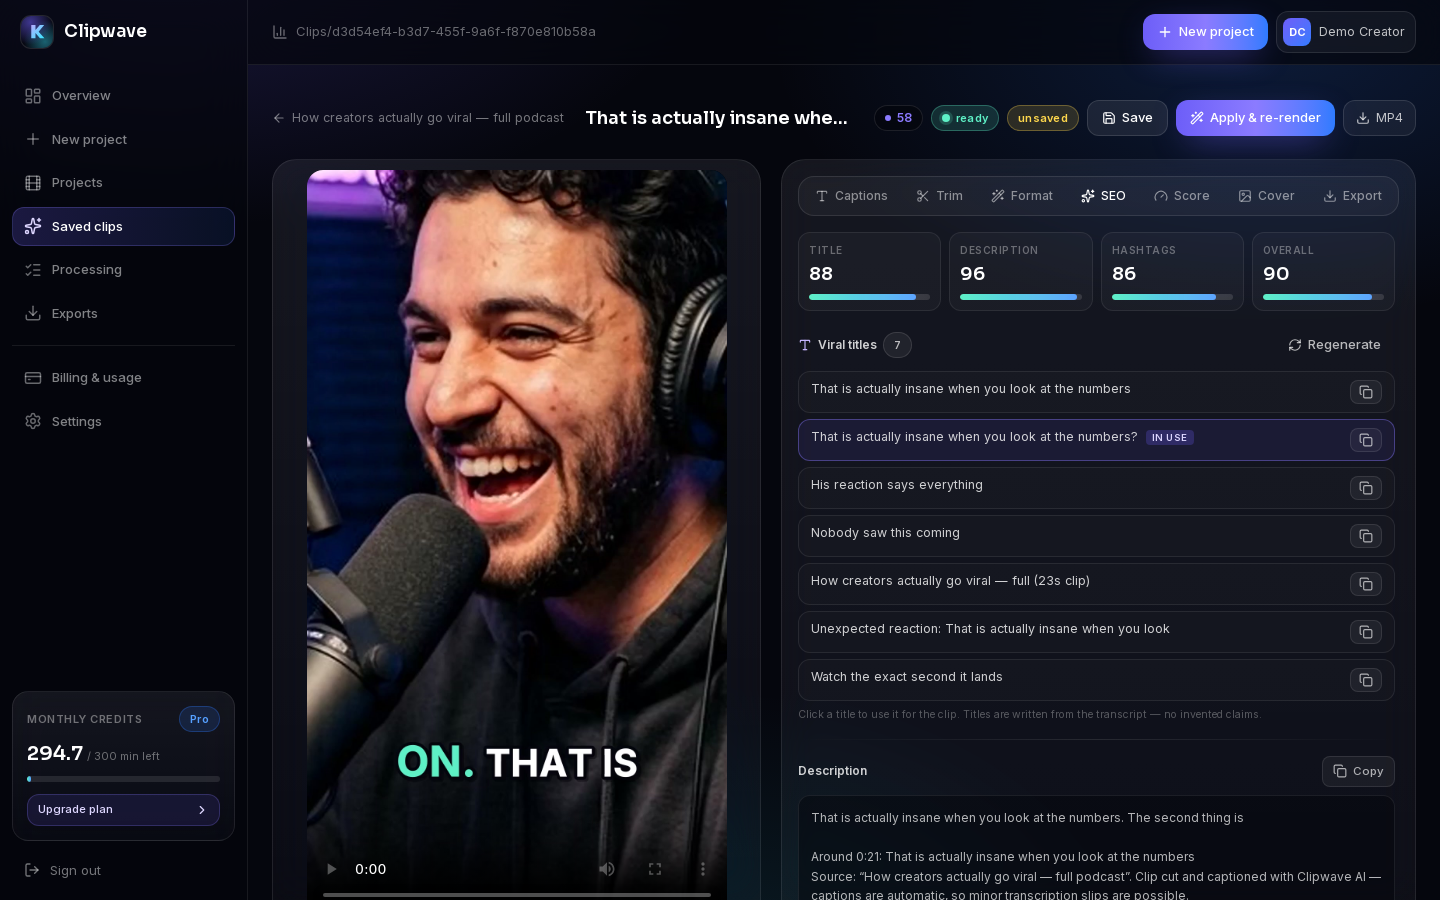 K Clipwave
Clips/d3d54ef4-b3d7-455f-9a6f-f870e810b58a
New project
DC Demo Creator
Overview
New project
Projects
Saved clips
Processing
Exports
Billing & usage
Settings
MONTHLY CREDITS Pro
294.7 / 300 min left
Upgrade plan
Sign out
How creators actually go viral — full podcast
That is actually insane whe...
58
ready
unsaved
Save
Apply & re-render
MP4
ON. THAT IS
0:00
Captions
Trim
Format
SEO
Score
Cover
Export
TITLE
88
DESCRIPTION
96
HASHTAGS
86
OVERALL
90
Viral titles 7
Regenerate
That is actually insane when you look at the numbers
That is actually insane when you look at the numbers? IN USE
His reaction says everything
Nobody saw this coming
How creators actually go viral — full (23s clip)
Unexpected reaction: That is actually insane when you look
Watch the exact second it lands
Click a title to use it for the clip. Titles are written from the transcript — no invented claims.
Description
Copy
That is actually insane when you look at the numbers. The second thing is
Around 0:21: That is actually insane when you look at the numbers
Source: “How creators actually go viral — full podcast”. Clip cut and captioned with Clipwave AI —
captions are automatic, so minor transcription slips are possible.